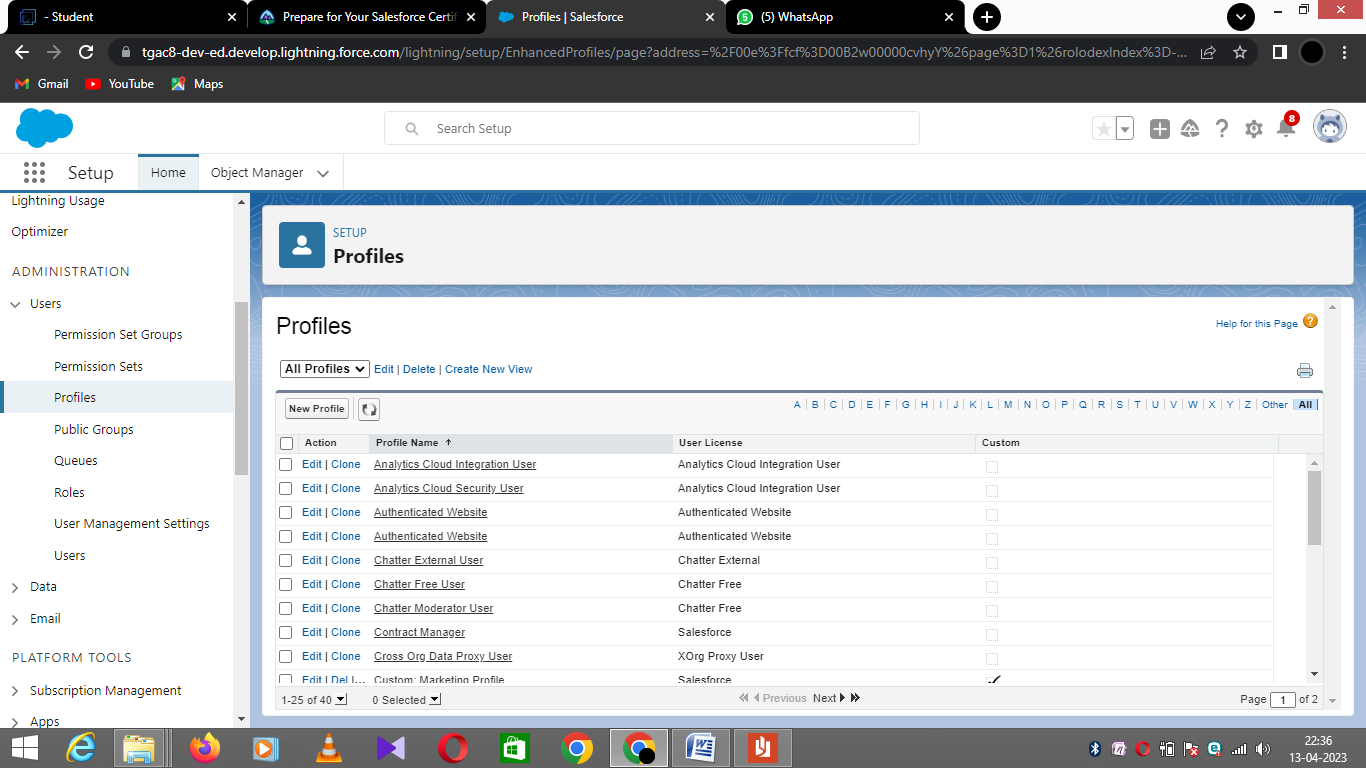 - Student
Prepare for Your Salesforce Certif
Profiles | Salesforce
(5) WhatsApp
tgac8-dev-ed.develop.lightning.force.com/lightning/setup/EnhancedProfiles/page?address=%2F00e%3Ffcf%3D00B2w00000cvhyY%26page%3D1%26rolodexIndex%3D-...
Gmail
YouTube
Maps
Search Setup
8
Setup
Home
Object Manager
Lightning Usage
Optimizer
ADMINISTRATION
Users
Permission Set Groups
Permission Sets
Profiles
Public Groups
Queues
Roles
User Management Settings
Users
Data
Email
PLATFORM TOOLS
Subscription Management
Apps
SETUP
Profiles
Profiles
Help for this Page ?
All Profiles Edit | Delete | Create New View
New Profile
A | B | C | D | E | F | G | H | I | J | K | L | M | N | O | P | Q | R | S | T | U | V | W | X | Y | Z | Other | All
Action Profile Name User License Custom
Edit | Clone Analytics Cloud Integration User Analytics Cloud Integration User
Edit | Clone Analytics Cloud Security User Analytics Cloud Integration User
Edit | Clone Authenticated Website Authenticated Website
Edit | Clone Authenticated Website Authenticated Website
Edit | Clone Chatter External User Chatter External
Edit | Clone Chatter Free User Chatter Free
Edit | Clone Chatter Moderator User Chatter Free
Edit | Clone Contract Manager Salesforce
Edit | Clone Cross Org Data Proxy User XOrg Proxy User
Edit | Del |... Custom: Marketing Profile Salesforce
1-25 of 40 0 Selected Previous Next Page 1 of 2
22:36
13-04-2023